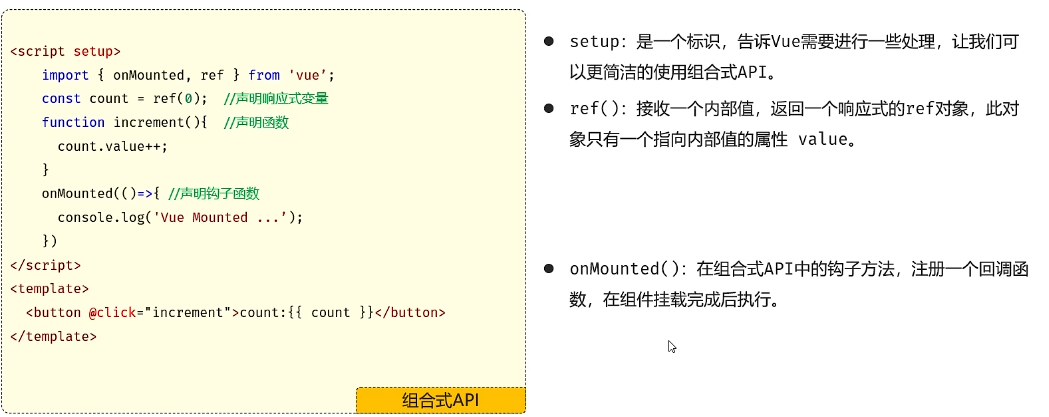 <script setup>
import { onMounted, ref } from 'vue’;
const count = ref(0); //声明响应式变量
function increment(){ //声明函数
count.value++;
}
onMounted(()=>{ //声明钩子函数
console.log('Vue Mounted ...’);
})
</script>
<template>
<button @click="increment">count:{{ count }}</button>
</template>
组合式API
● setup：是一个标识，告诉Vue需要进行一些处理，让我们可
以更简洁的使用组合式API。
● ref()：接收一个内部值，返回一个响应式的ref对象，此对
象只有一个指向内部值的属性 value。
● onMounted()：在组合式API中的钩子方法，注册一个回调函
数，在组件挂载完成后执行。